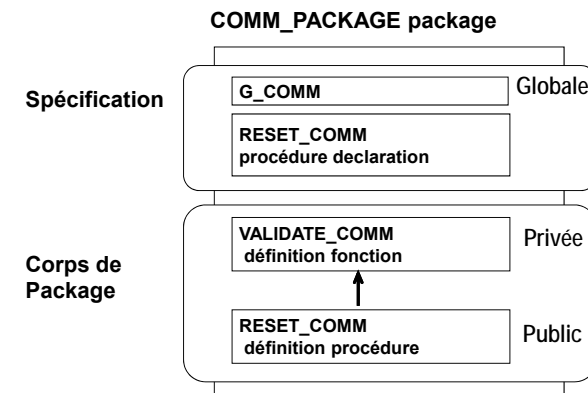 COMM_PACKAGE package
Spécification
G_COMM
Globale
RESET_COMM
procédure declaration
Corps de
Package
VALIDATE_COMM
définition fonction
Privée
RESET_COMM
définition procédure
Public